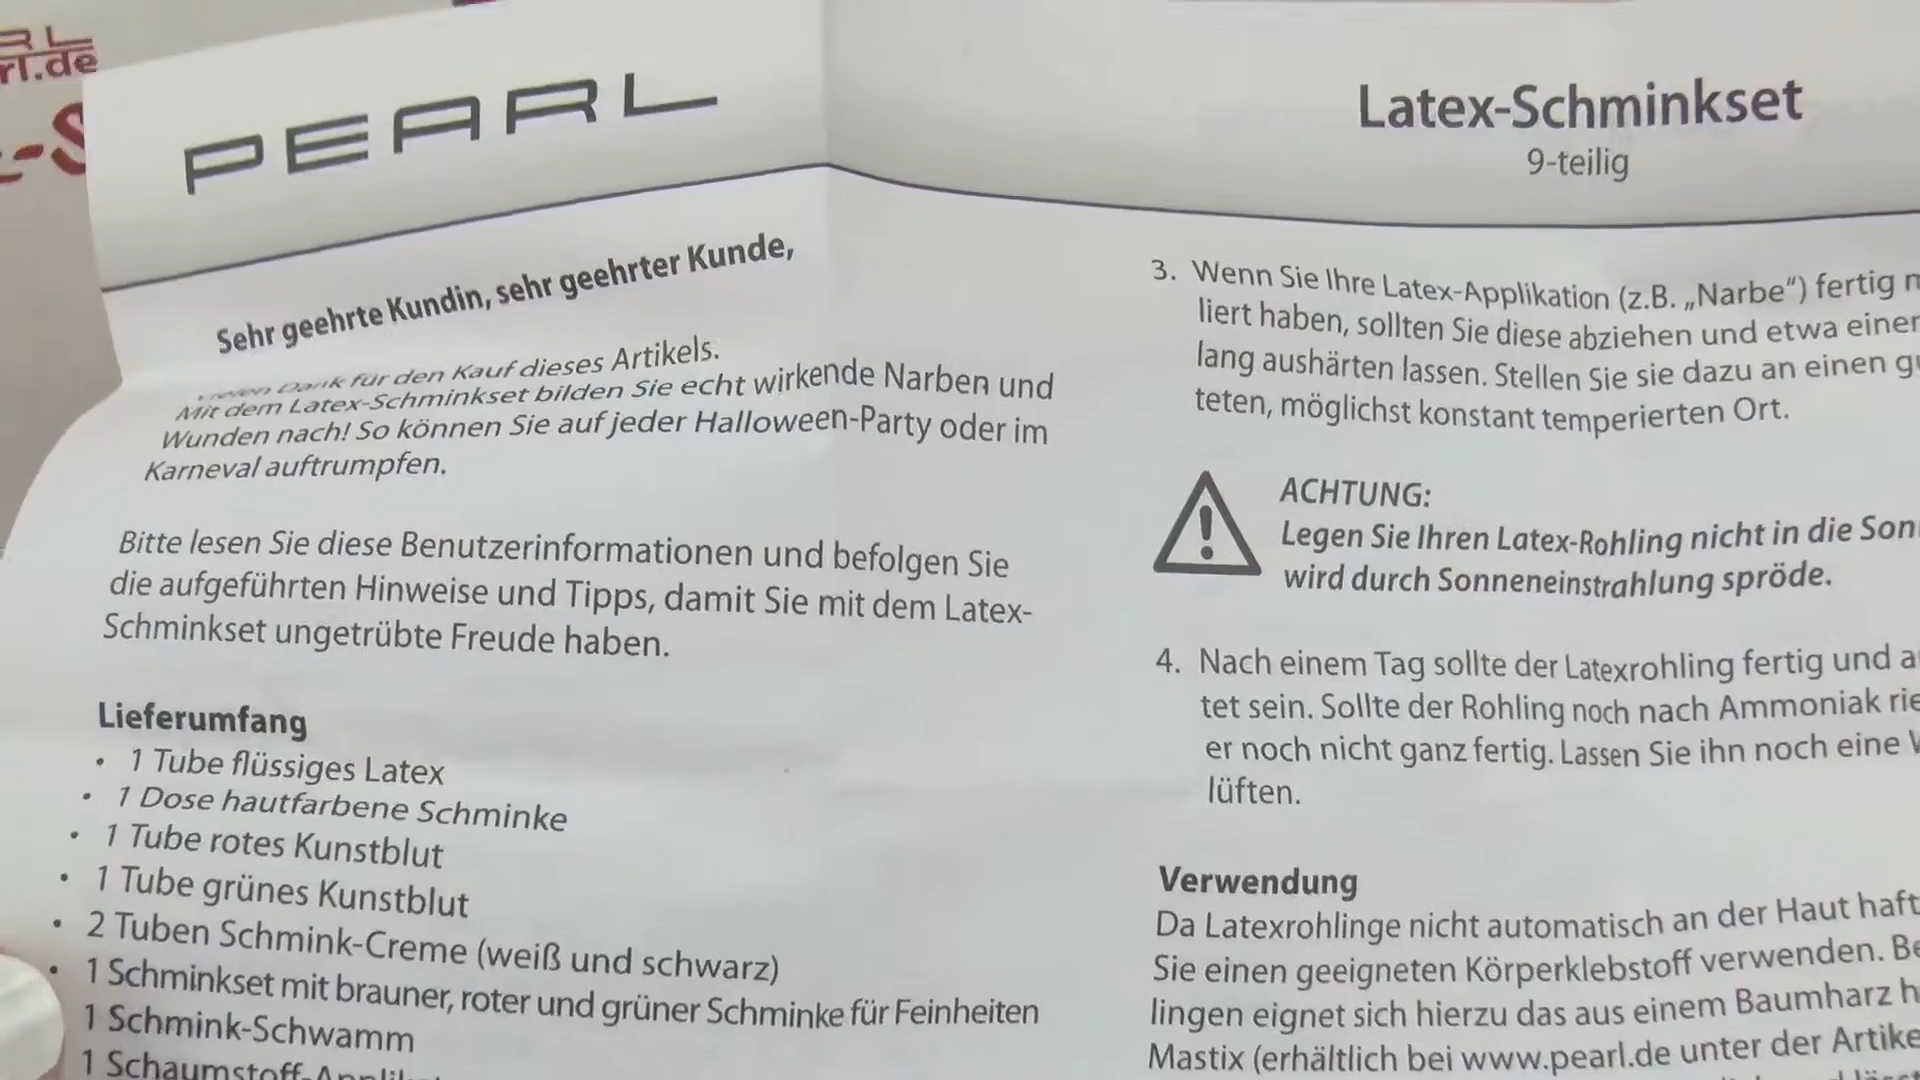 rl.de
PEARL
Latex-Schminkset
9-teilig
Sehr geehrte Kundin, sehr geehrter Kunde,
Dank für den Kauf dieses Artikels.
Mit dem Latex-Schminkset bilden Sie echt wirkende Narben und
Wunden nach! So können Sie auf jeder Halloween-Party oder im
Karneval auftrumpfen.
Bitte lesen Sie diese Benutzerinformationen und befolgen Sie
die aufgeführten Hinweise und Tipps, damit Sie mit dem Latex-
Schminkset ungetrübte Freude haben.
Lieferumfang
• 1 Tube flüssiges Latex
• 1 Dose hautfarbene Schminke
• 1 Tube rotes Kunstblut
• 1 Tube grünes Kunstblut
• 2 Tuben Schmink-Creme (weiß und schwarz)
• 1 Schminkset mit brauner, roter und grüner Schminke für Feinheiten
1 Schmink-Schwamm
1 Schaumstoff-
3. Wenn Sie Ihre Latex-Applikation (z.B. „Narbe“) fertig
liert haben, sollten Sie diese abziehen und etwa einen
lang aushärten lassen. Stellen Sie sie dazu an einen
teten, möglichst konstant temperierten Ort.
ACHTUNG:
Legen Sie Ihren Latex-Rohling nicht in die
wird durch Sonneneinstrahlung spröde.
4. Nach einem Tag sollte der Latexrohling fertig und
tet sein. Sollte der Rohling noch nach Ammoniak
er noch nicht ganz fertig. Lassen Sie ihn noch eine
lüften.
Verwendung
Da Latexrohlinge nicht automatisch an der Haut
Sie einen geeigneten Körperklebstoff verwenden.
lingen eignet sich hierzu das aus einem Baumharz
Mastix (erhältlich bei www.pearl.de unter der